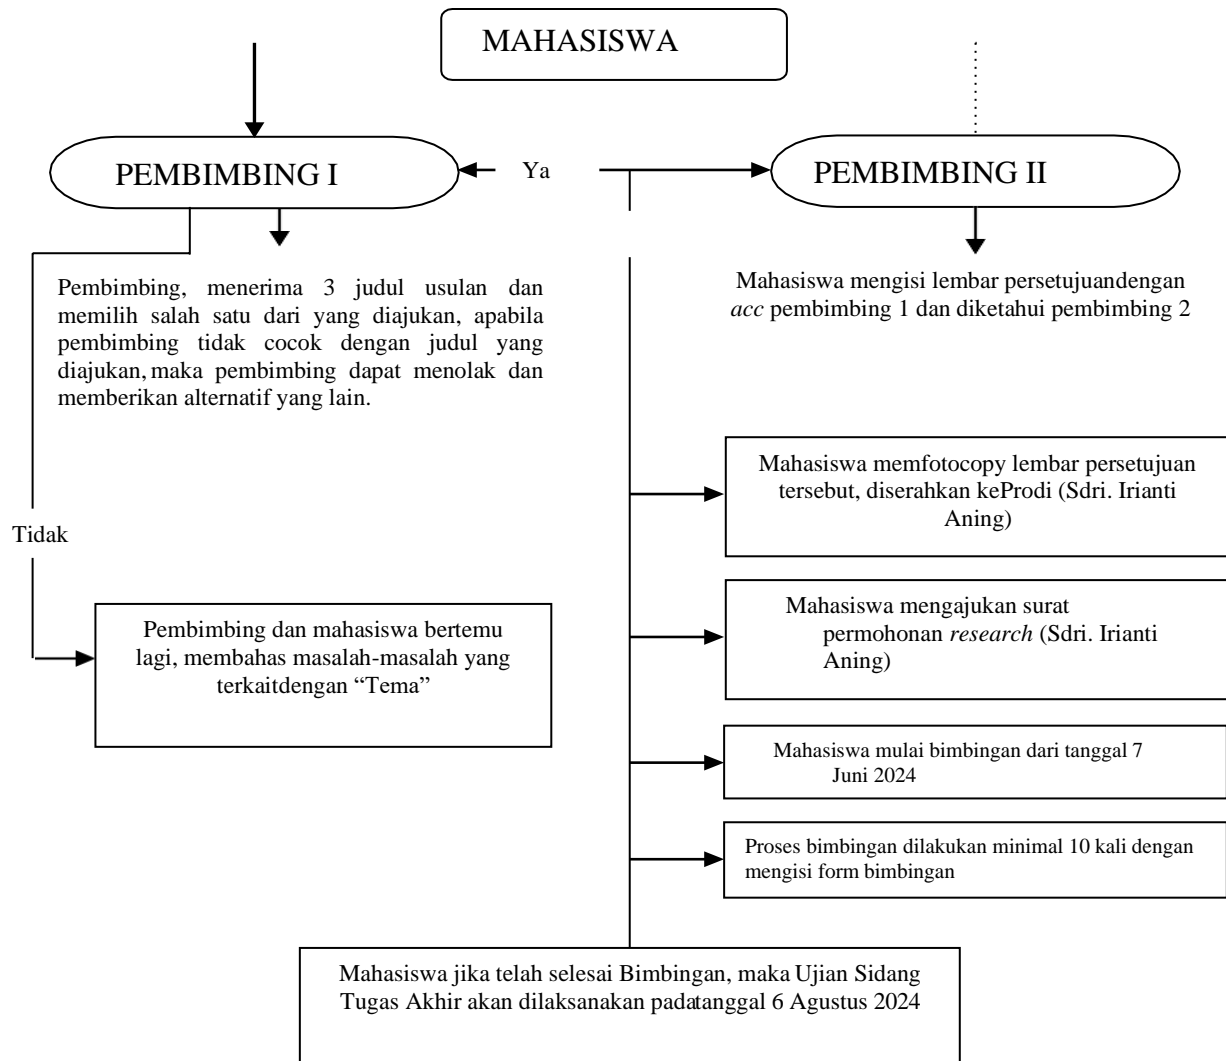 MAHASISWA
PEMBIMBING I
Ya
PEMBIMBING II
Pembimbing, menerima 3 judul usulan dan
memilih salah satu dari yang diajukan, apabila
pembimbing tidak cocok dengan judul yang
diajukan, maka pembimbing dapat menolak dan
memberikan alternatif yang lain.
Mahasiswa mengisi lembar persetujuandengan
acc pembimbing 1 dan diketahui pembimbing 2
Mahasiswa memfotocopy lembar persetujuan
tersebut, diserahkan keProdi (Sdri. Irianti
Aning)
Tidak
Pembimbing dan mahasiswa bertemu
lagi, membahas masalah-masalah yang
terkaitdengan “Tema”
Mahasiswa mengajukan surat
permohonan research (Sdri. Irianti
Aning)
Mahasiswa mulai bimbingan dari tanggal 7
Juni 2024
Proses bimbingan dilakukan minimal 10 kali dengan
mengisi form bimbingan
Mahasiswa jika telah selesai Bimbingan, maka Ujian Sidang
Tugas Akhir akan dilaksanakan padatanggal 6 Agustus 2024